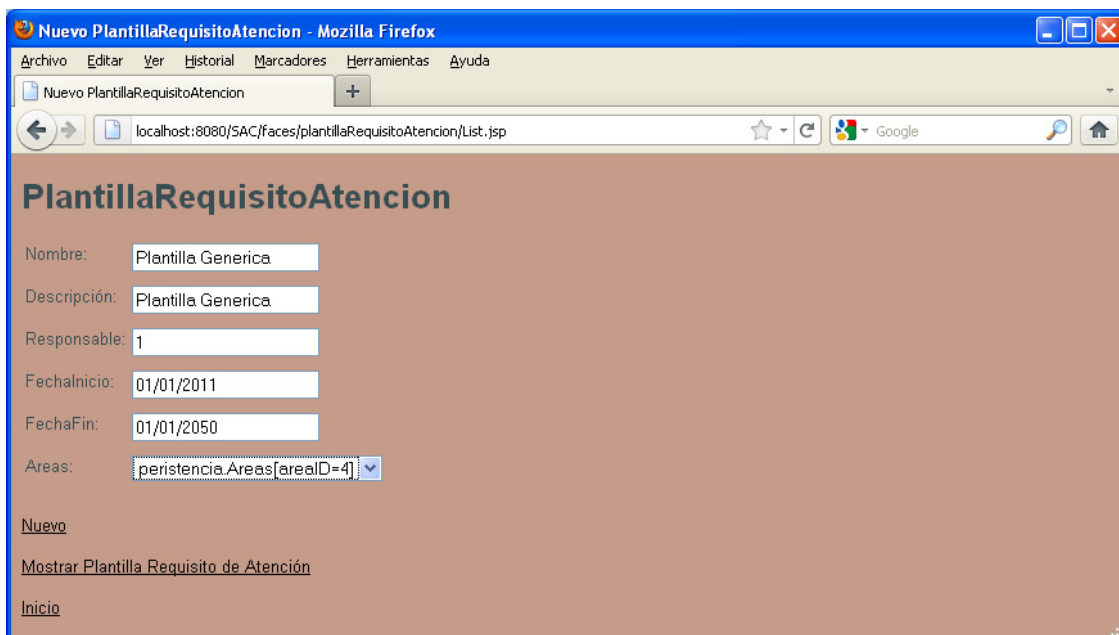 Nuevo PlantillaRequisitoAtencion - Mozilla Firefox
Archivo Editar Ver Historial Marcadores Herramientas Ayuda
Nuevo PlantillaRequisitoAtencion
localhost:8080/SAC/faces/plantillaRequisitoAtencion/List.jsp Google
PlantillaRequisitoAtencion
Nombre: Plantilla Generica
Descripción: Plantilla Generica
Responsable: 1
FechaInicio: 01/01/2011
FechaFin: 01/01/2050
Areas: peristencia.Areas[areaID=4]
Nuevo
Mostrar Plantilla Requisito de Atención
Inicio